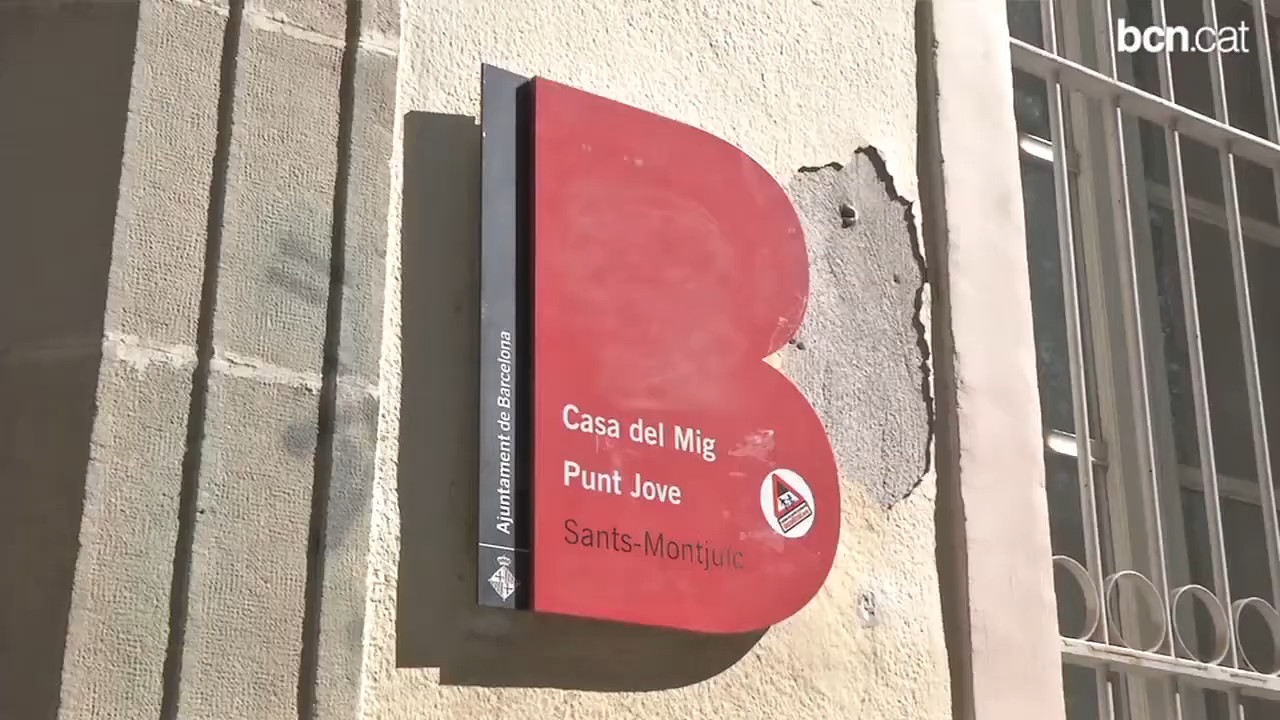 bcn.cat
Ajuntament de Barcelona
Casa del Mig
Punt Jove
Sants-Montjuïc